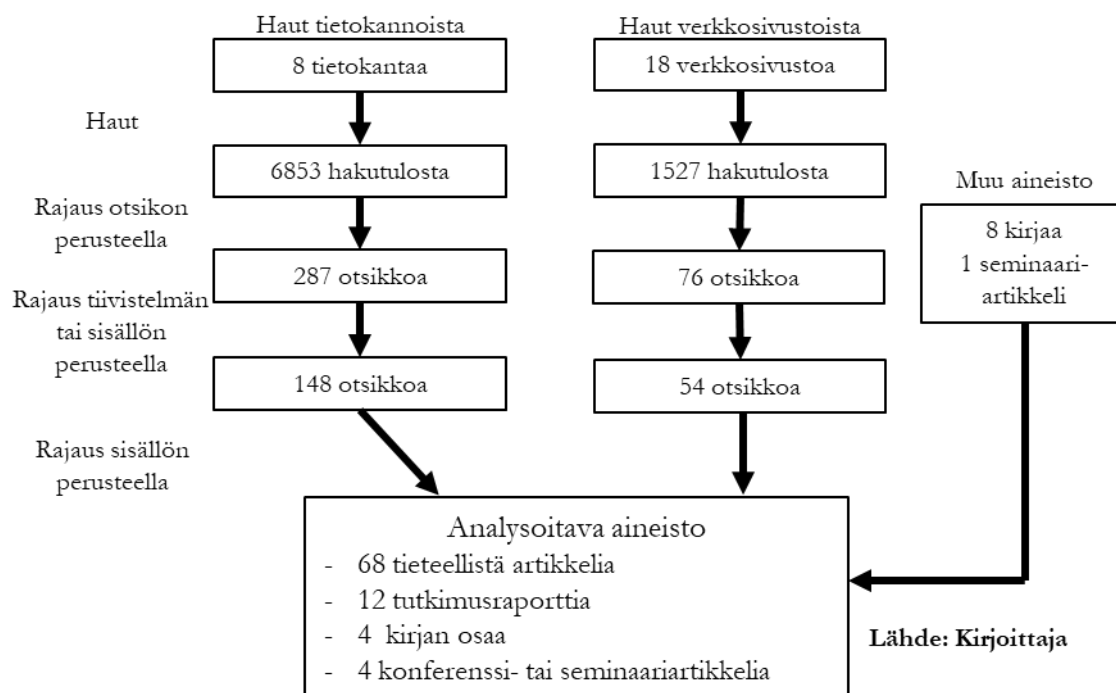 Haut tietokannoista
8 tietokantaa
Haut verkkosivustoista
18 verkkosivustoa
Haut
6853 hakutulosta
1527 hakutulosta
Muu aineisto
8 kirjaa
1 seminaari-
artikkeli
Rajaus otsikon
perusteella
287 otsikkoa
76 otsikkoa
Rajaus tiivistelmän
tai sisällön
perusteella
148 otsikkoa
54 otsikkoa
Rajaus sisällön
perusteella
Analysoitava aineisto
- 68 tieteellistä artikkelia
- 12 tutkimusraporttia
- 4 kirjan osaa
- 4 konferenssi- tai seminaariartikkelia
Lähde: Kirjoittaja